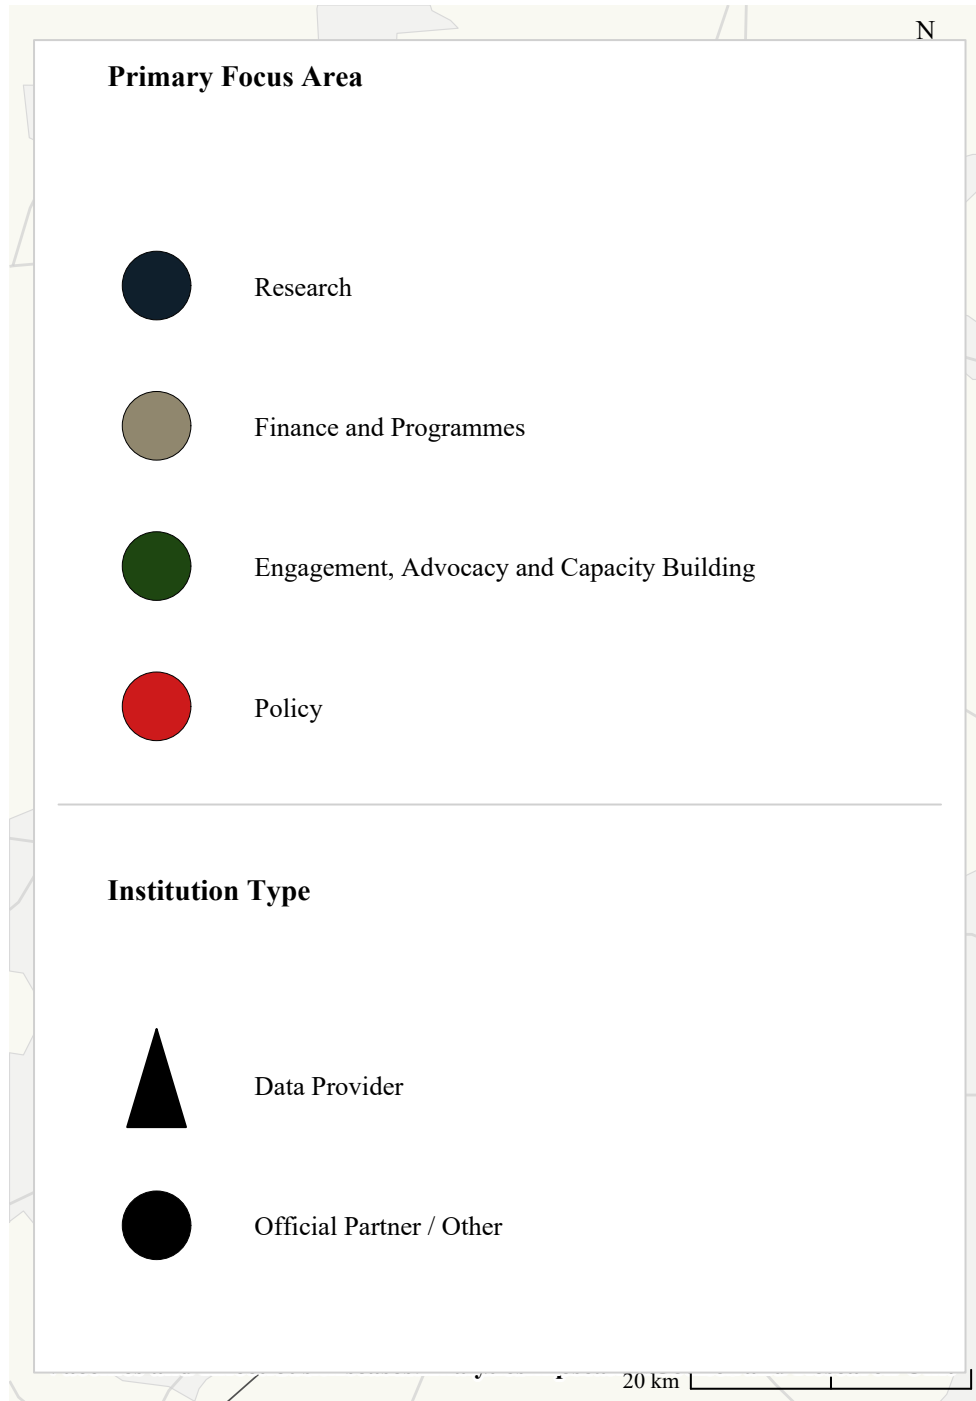 N
Primary Focus Area
Research
Finance and Programmes
Engagement, Advocacy and Capacity Building
Policy
Institution Type
Data Provider
Official Partner / Other
20 km